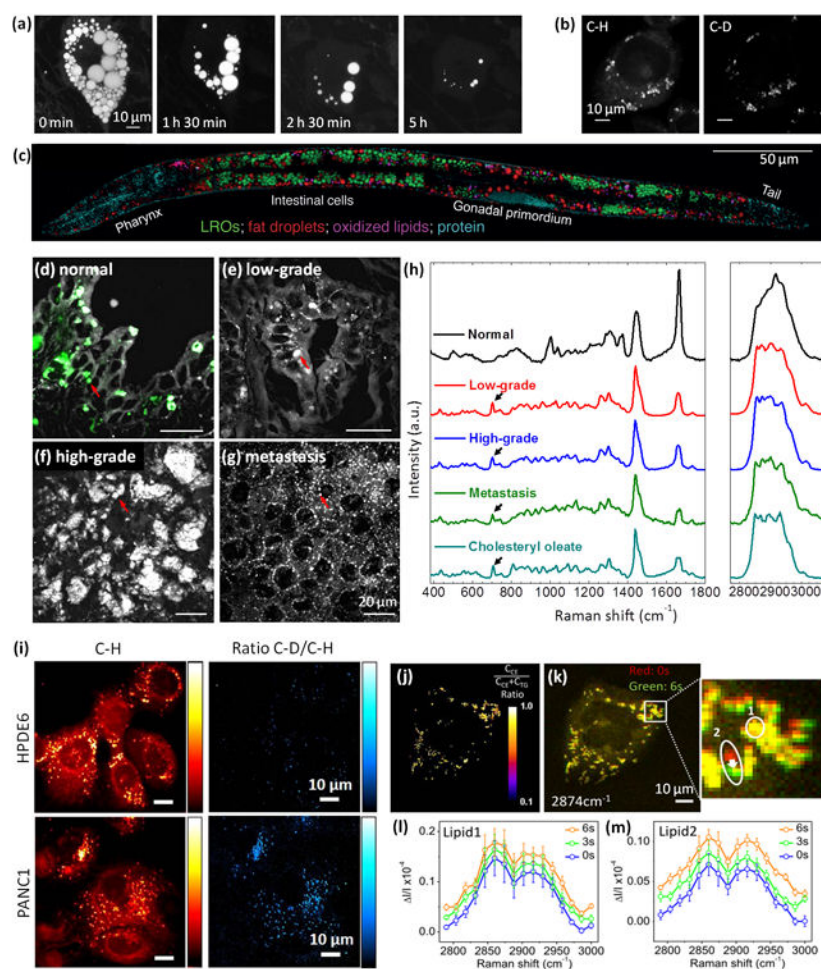 (a)
0 min
10 μm
1 h 30 min
2 h 30 min
5 h
(b)
C-H
10 μm
C-D
(c)
50 μm
Pharynx
Intestinal cells
Gonadal primordium
Tail
LROs; fat droplets; oxidized lipids; protein
(d) normal
(e) low-grade
(f) high-grade
(g) metastasis
20 μm
(h)
Intensity (a.u.)
Normal
Low-grade
High-grade
Metastasis
Cholesteryl oleate
400 600 800 1000 1200 1400 1600 1800
2800 2900 3000
Raman shift (cm⁻¹)
(i)
C-H
Ratio C-D/C-H
HPDE6
10 μm
PANC1
10 μm
(j)
C_CE
C_CE+C_TG
Ratio
1.0
0.1
(k)
Red: 0s
Green: 6s
2874cm⁻¹
10 μm
1
2
(l)
Lipid1
6s
3s
0s
ΔI/I x10⁻⁴
0.2
0.1
0.0
2800 2850 2900 2950 3000
Raman shift (cm⁻¹)
(m)
Lipid2
6s
3s
0s
ΔI/I x10⁻⁴
0.15
0.10
0.05
0.00
2800 2850 2900 2950 3000
Raman shift (cm⁻¹)